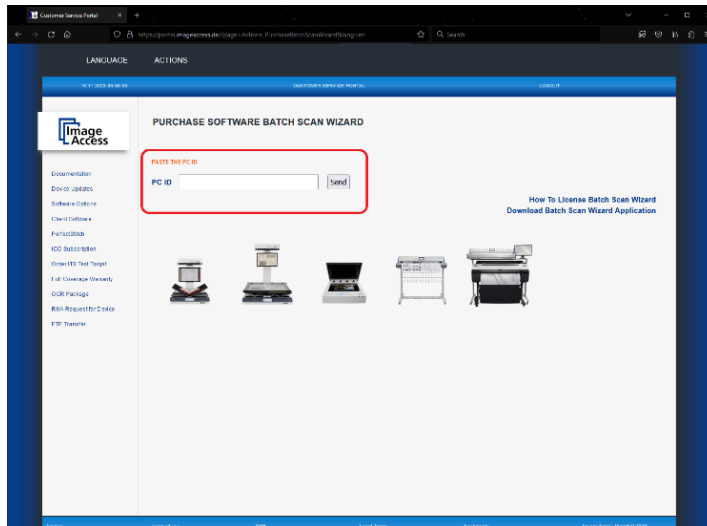 Customer Service Portal
Search
LANGUAGE ACTIONS
CUSTOMER SERVICE PORTAL
LOGOUT
Image
Access
PURCHASE SOFTWARE BATCH SCAN WIZARD
PASTE THE PC ID
PC ID Send
How To License Batch Scan Wizard
Download Batch Scan Wizard Application
Documentation
Device Updates
Software Options
Client Software
PerfectStitch
ICC Subscription
Order IT8 Test Target
Full Coverage Warranty
OCR Package
RMA Request for Device
FTP Transfer